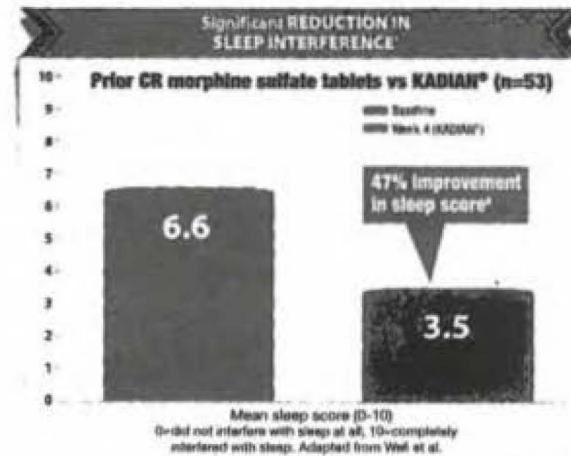 Significant REDUCTION IN
SLEEP INTERFERENCE
Prior CR morphine sulfate tablets vs KADIAN® (n=53)
Baseline
Week 4 (KADIAN®)
10
9
8
7
6
5
4
3
2
1
0
6.6
47% improvement
in sleep score
3.5
Mean sleep score (0-10)
0=did not interfere with sleep at all, 10=completely
interfered with sleep. Adapted from et al.